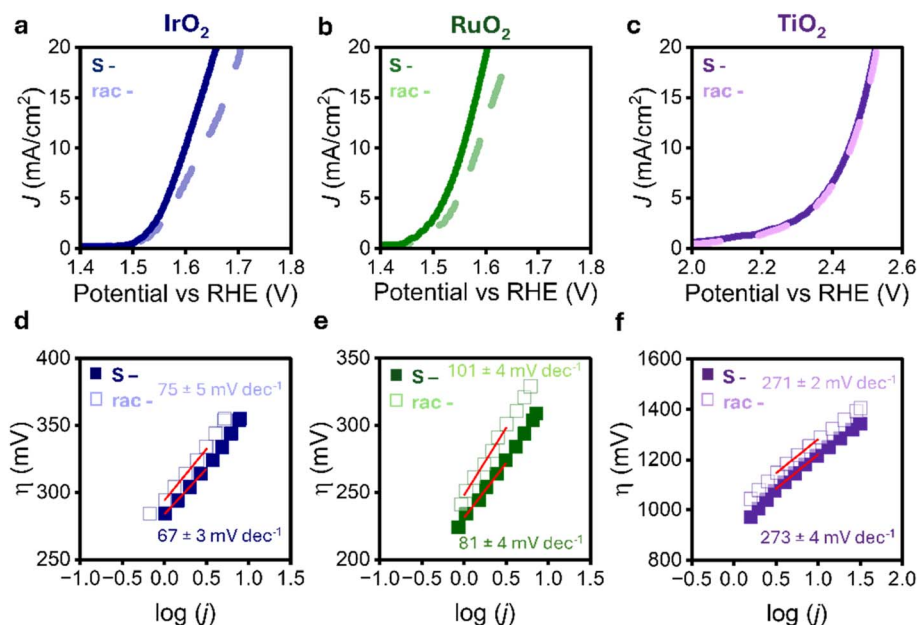 a IrO₂
b RuO₂
c TiO₂
20
15
10
5
0
J (mA/cm²)
S –
rac -
1.4 1.5 1.6 1.7 1.8
Potential vs RHE (V)
20
15
10
5
0
J (mA/cm²)
S –
rac -
1.4 1.5 1.6 1.7 1.8
Potential vs RHE (V)
20
15
10
5
0
J (mA/cm²)
S –
rac -
2.0 2.2 2.4 2.6
Potential vs RHE (V)
d
400
350
300
250
η (mV)
S –
rac -
75 ± 5 mV dec⁻¹
67 ± 3 mV dec⁻¹
−1.0 −0.5 0.0 0.5 1.0 1.5
log (j)
e
350
300
250
200
η (mV)
S –
rac -
101 ± 4 mV dec⁻¹
81 ± 4 mV dec⁻¹
−1.0 −0.5 0.0 0.5 1.0 1.5
log (j)
f
1600
1400
1200
1000
800
η (mV)
S –
rac -
271 ± 2 mV dec⁻¹
273 ± 4 mV dec⁻¹
−0.5 0.0 0.5 1.0 1.5
log (j)